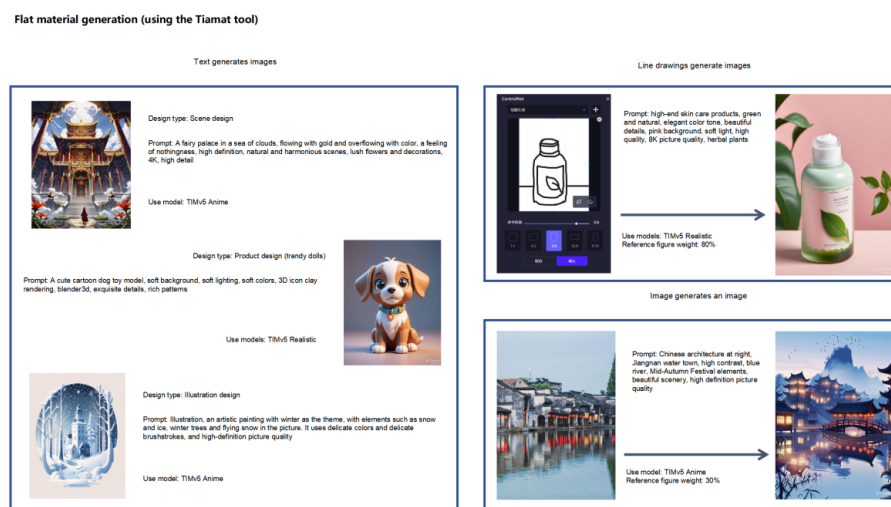 Flat material generation (using the Tiamat tool)
Text generates images
Design type: Scene design
Prompt: A fairy palace in a sea of clouds, flowing with gold and overflowing with color, a feeling
of nothingness, high definition, natural and harmonious scenes, lush flowers and decorations,
4K, high detail
Use model: TIMv5 Anime
Design type: Product design (trendy dolls)
Prompt: A cute cartoon dog toy model, soft background, soft lighting, soft colors, 3D icon clay
rendering, blender3d, exquisite details, rich patterns
Use models: TIMv5 Realistic
Design type: Illustration design
Prompt: Illustration, an artistic painting with winter as the theme, with elements such as snow
and ice, winter trees and flying snow in the picture. It uses delicate colors and delicate
brushstrokes, and high-definition picture quality
Use model: TIMv5 Anime
Line drawings generate images
ControlNet
Prompt: high-end skin care products, green
and natural, elegant color tone, beautiful
details, pink background, soft light, high
quality, 8K picture quality, herbal plants
0.8
Use models: TIMv5 Realistic
Reference figure weight: 80%
Image generates an image
Prompt: Chinese architecture at night,
Jiangnan water town, high contrast, blue
river, Mid-Autumn Festival elements,
beautiful scenery, high definition picture
quality
Use model: TIMv5 Anime
Reference figure weight: 30%